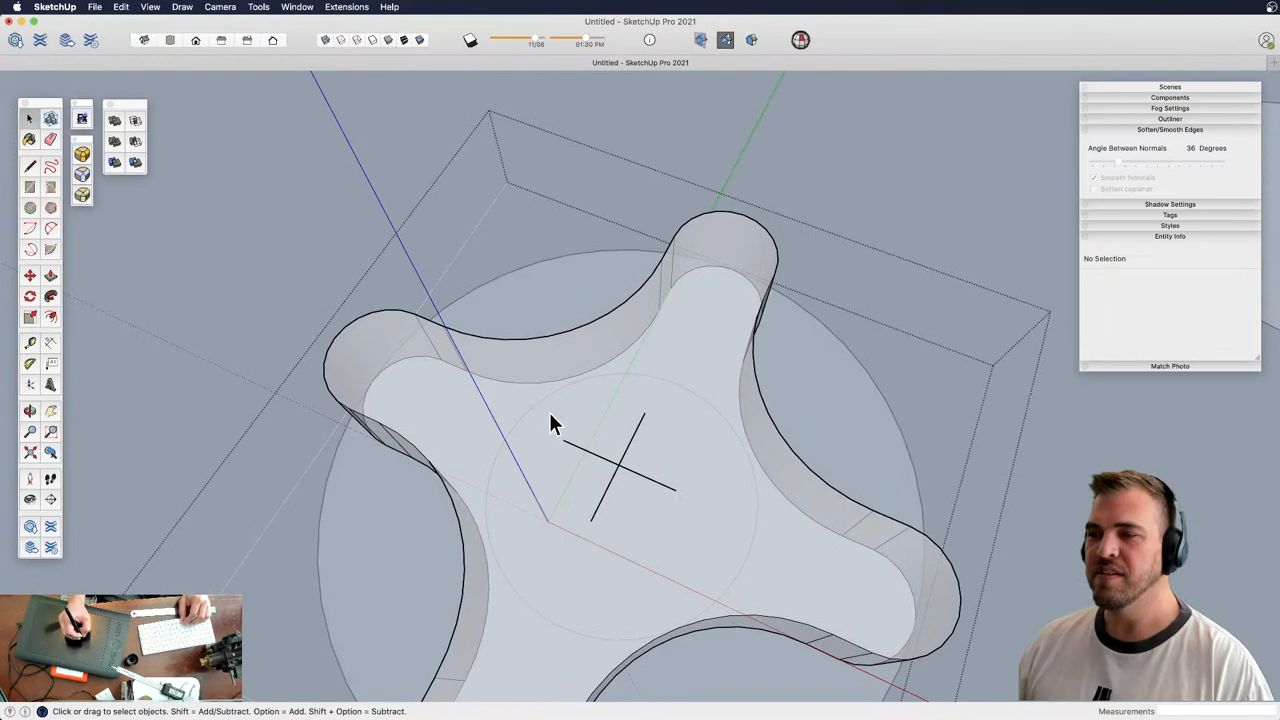 SketchUp File Edit View Draw Camera Tools Window Extensions Help
Untitled - SketchUp Pro 2021
11/08 01:30 PM
Untitled - SketchUp Pro 2021
Scenes
Components
Fog Settings
Outliner
Soften/Smooth Edges
Angle Between Normals 36 Degrees
Smooth Normals
Soften coplanar
Shadow Settings
Tags
Styles
Entity Info
No Selection
Match Photo
Click or drag to select objects. Shift = Add/Subtract. Option = Add. Shift + Option = Subtract.
Measurements